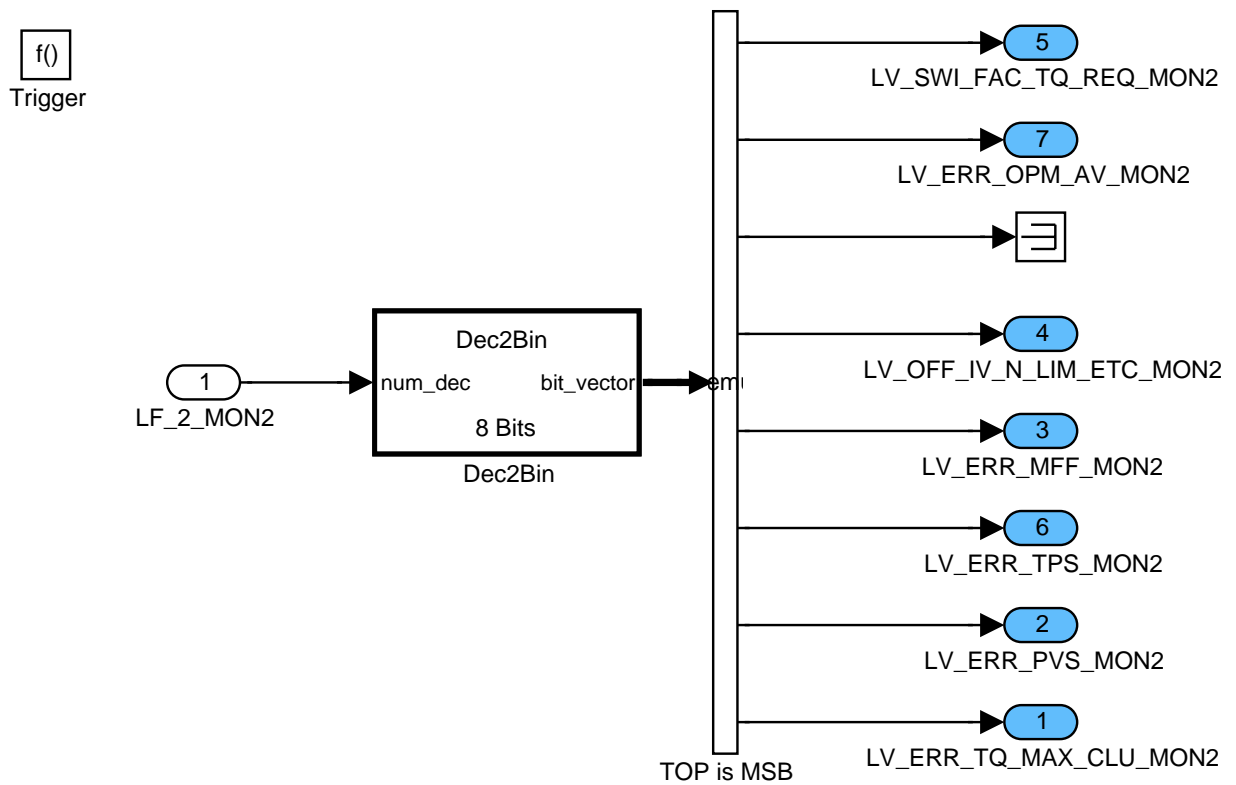 f()
Trigger
5
LV_SWI_FAC_TQ_REQ_MON2
7
LV_ERR_OPM_AV_MON2
4
LV_OFF_IV_N_LIM_ETC_MON2
1
LF_2_MON2
Dec2Bin
num_dec bit_vector
8 Bits
Dec2Bin
emu
3
LV_ERR_MFF_MON2
6
LV_ERR_TPS_MON2
2
LV_ERR_PVS_MON2
1
LV_ERR_TQ_MAX_CLU_MON2
TOP is MSB